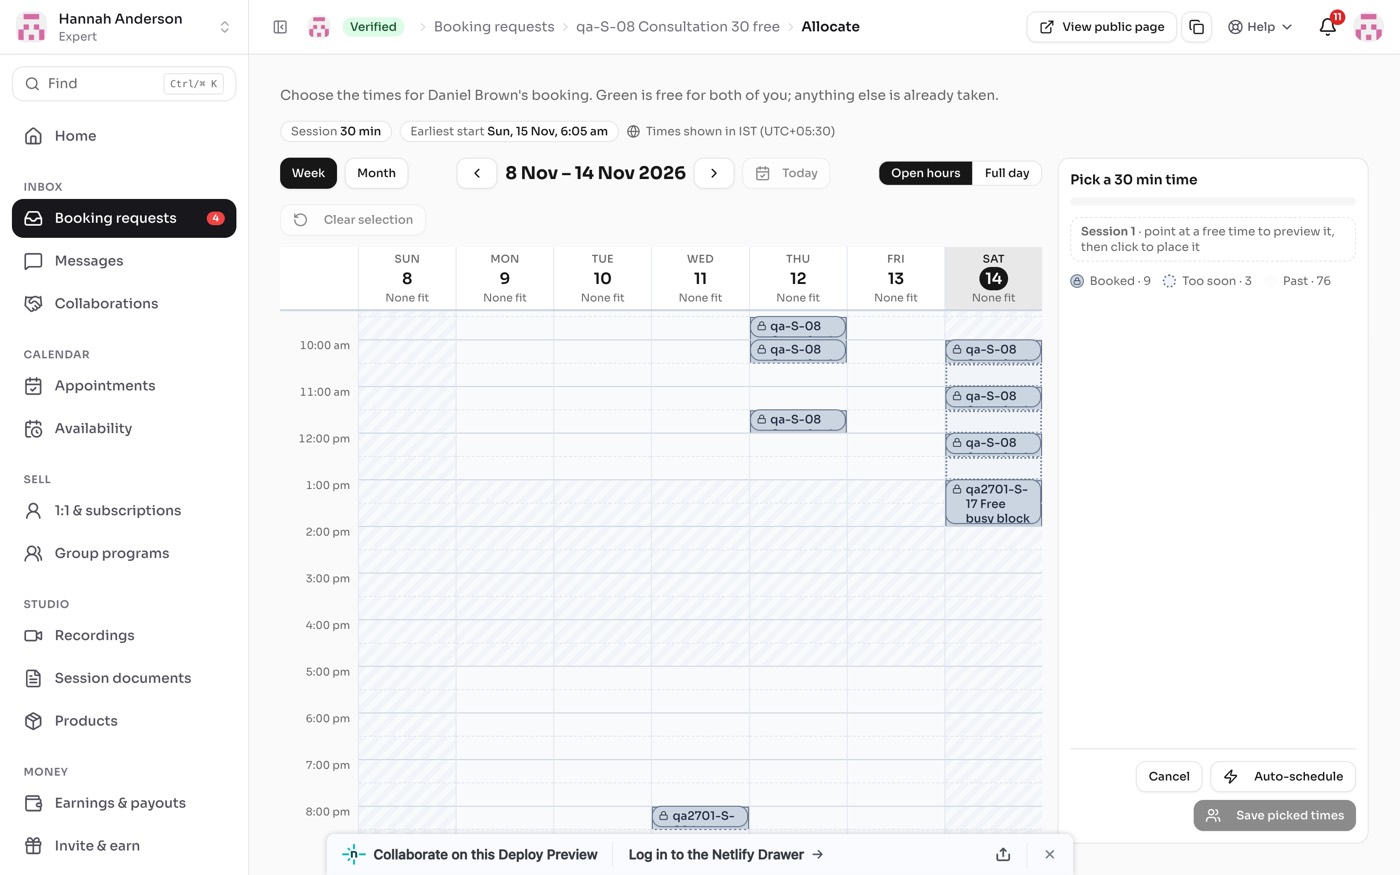 Hannah Anderson
Expert
Find
Ctrl/⌘ K
Home
INBOX
Booking requests
4
Messages
Collaborations
CALENDAR
Appointments
Availability
SELL
1:1 & subscriptions
Group programs
STUDIO
Recordings
Session documents
Products
MONEY
Earnings & payouts
Invite & earn
Verified
Booking requests
qa-S-08 Consultation 30 free
Allocate
View public page
Help
11
Choose the times for Daniel Brown's booking. Green is free for both of you; anything else is already taken.
Session 30 min
Earliest start Sun, 15 Nov, 6:05 am
Times shown in IST (UTC+05:30)
Week
Month
8 Nov – 14 Nov 2026
Today
Open hours
Full day
Clear selection
SUN
8
None fit
MON
9
None fit
TUE
10
None fit
WED
11
None fit
THU
12
None fit
FRI
13
None fit
SAT
14
None fit
10:00 am
11:00 am
12:00 pm
1:00 pm
2:00 pm
3:00 pm
4:00 pm
5:00 pm
6:00 pm
7:00 pm
8:00 pm
qa2701-S-
qa-S-08
qa-S-08
qa-S-08
qa-S-08
qa-S-08
qa-S-08
qa2701-S-
17 Free
busy block
Pick a 30 min time
Session 1 · point at a free time to preview it,
then click to place it
Booked · 9
Too soon · 3
Past · 76
Cancel
Auto-schedule
Save picked times
Collaborate on this Deploy Preview
Log in to the Netlify Drawer →